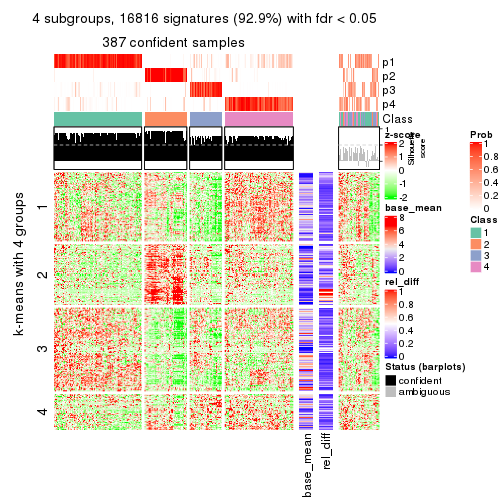 4 subgroups, 16816 signatures (92.9%) with fdr < 0.05
387 confident samples
p1
p2
p3
p4
Class
1
Silhouette
score
z-score
2
1
0
-1
-2
base_mean
8
6
4
2
0
rel_diff
1
0.8
0.6
0.4
0.2
0
Status (barplots)
confident
ambiguous
Prob
1
0.8
0.6
0.4
0.2
0
Class
1
2
3
4
k-means with 4 groups
1
2
3
4
base_mean
rel_diff